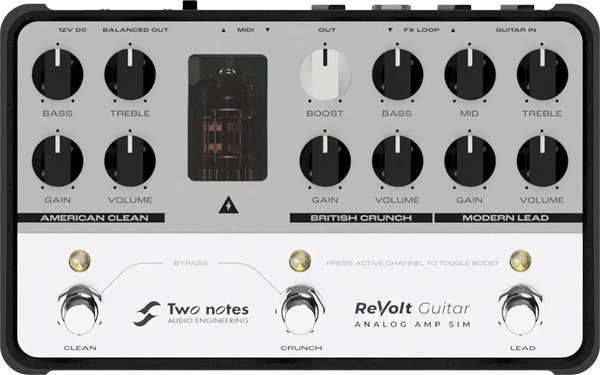 12V DC BALANCED OUT ▲ MIDI ▼ OUT ▼ FX LOOP ▲ GUITAR IN
BASS TREBLE BOOST BASS MID TREBLE
GAIN VOLUME GAIN VOLUME GAIN VOLUME
AMERICAN CLEAN BRITISH CRUNCH MODERN LEAD
BYPASS PRESS ACTIVE CHANNEL TO TOGGLE BOOST
Two notes ReVolt Guitar
AUDIO ENGINEERING ANALOG AMP SIM
CLEAN CRUNCH LEAD